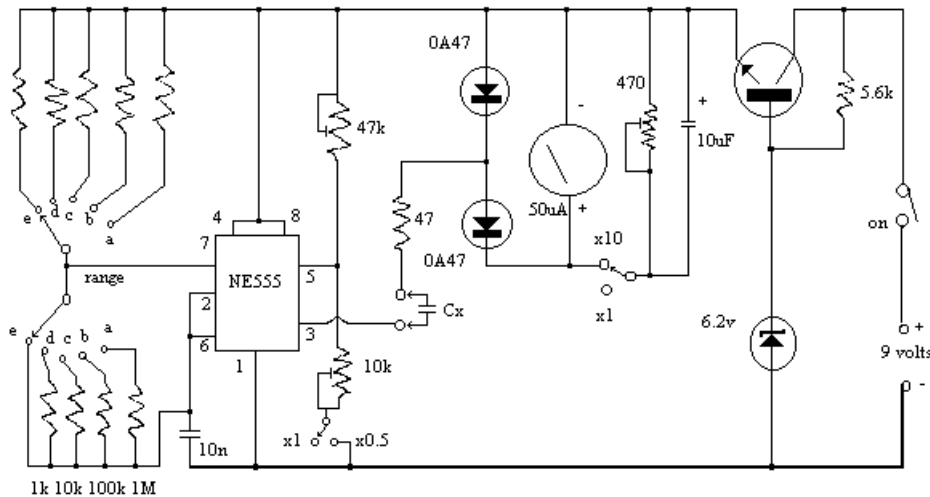 0A47
470
5.6k
+
-
47k
10uF
e d c b a
4 8
47
50uA +
on
7
0A47
x10
range
NE555
5
2
Cx
x1
e d c b a
3
6.2v
+
6
9 volts
1
10k
-
10n
x1 x0.5
1k 10k 100k 1M